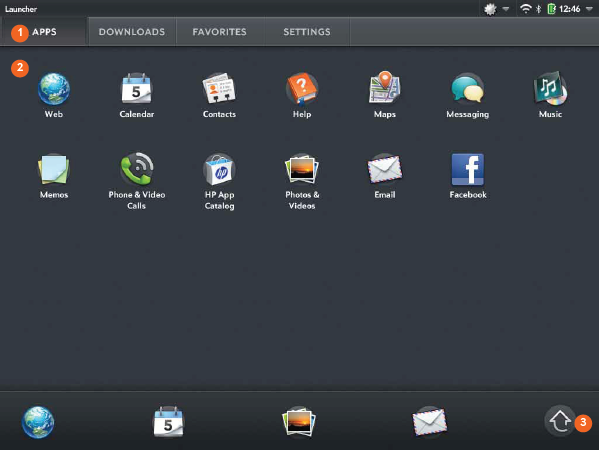 Launcher 12:46
1 APPS DOWNLOADS FAVORITES SETTINGS
2
5
Web Calendar Contacts Help Maps Messaging Music
hp
f
Memos Phone & Video Calls HP App Catalog Photos & Videos Email Facebook
5
3